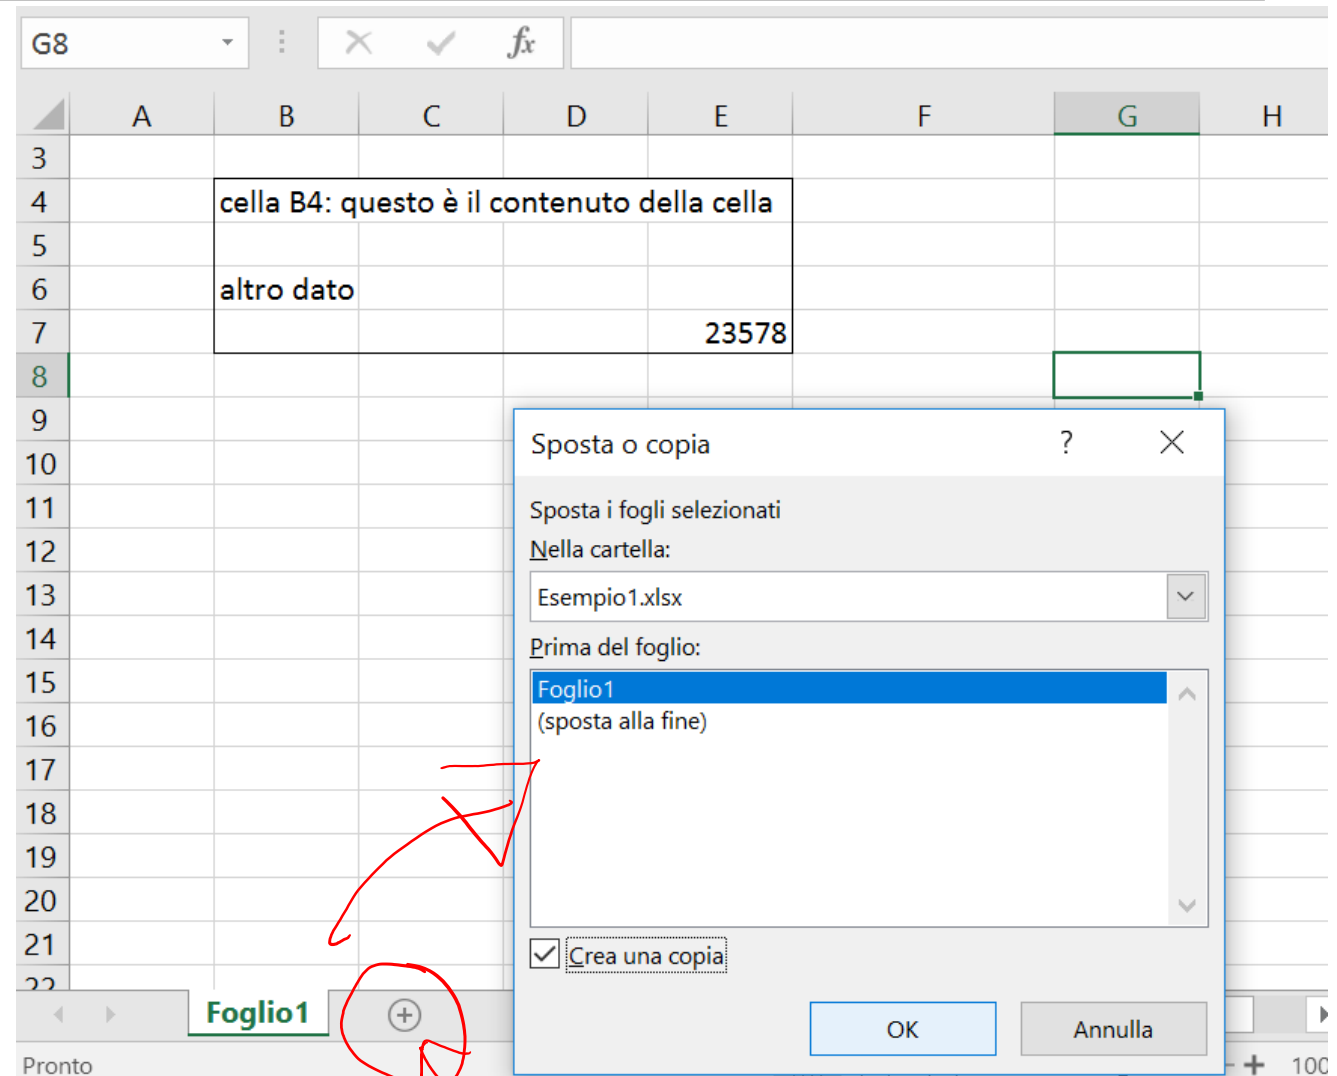 G8
fx
A B C D E F G H
3
4 cella B4: questo è il contenuto della cella
5
6 altro dato
7 23578
8
9
10
11
12
13
14
15
16
17
18
19
20
21
22
Sposta o copia ?
Sposta i fogli selezionati
Nella cartella:
Esempio1.xlsx
Prima del foglio:
Foglio1
(sposta alla fine)
Crea una copia
OK Annulla
Foglio1
Pronto
100